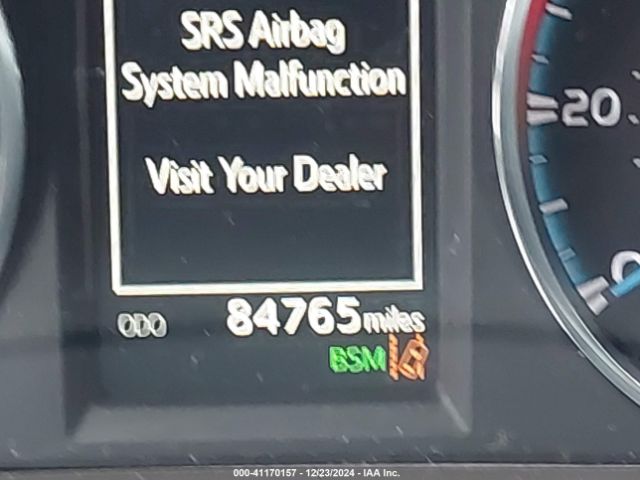 SRS Airbag
System Malfunction
Visit Your Dealer
20
0
ODO 84765 miles
BSM
000-41170157 - 12/23/2024 - IAA Inc.